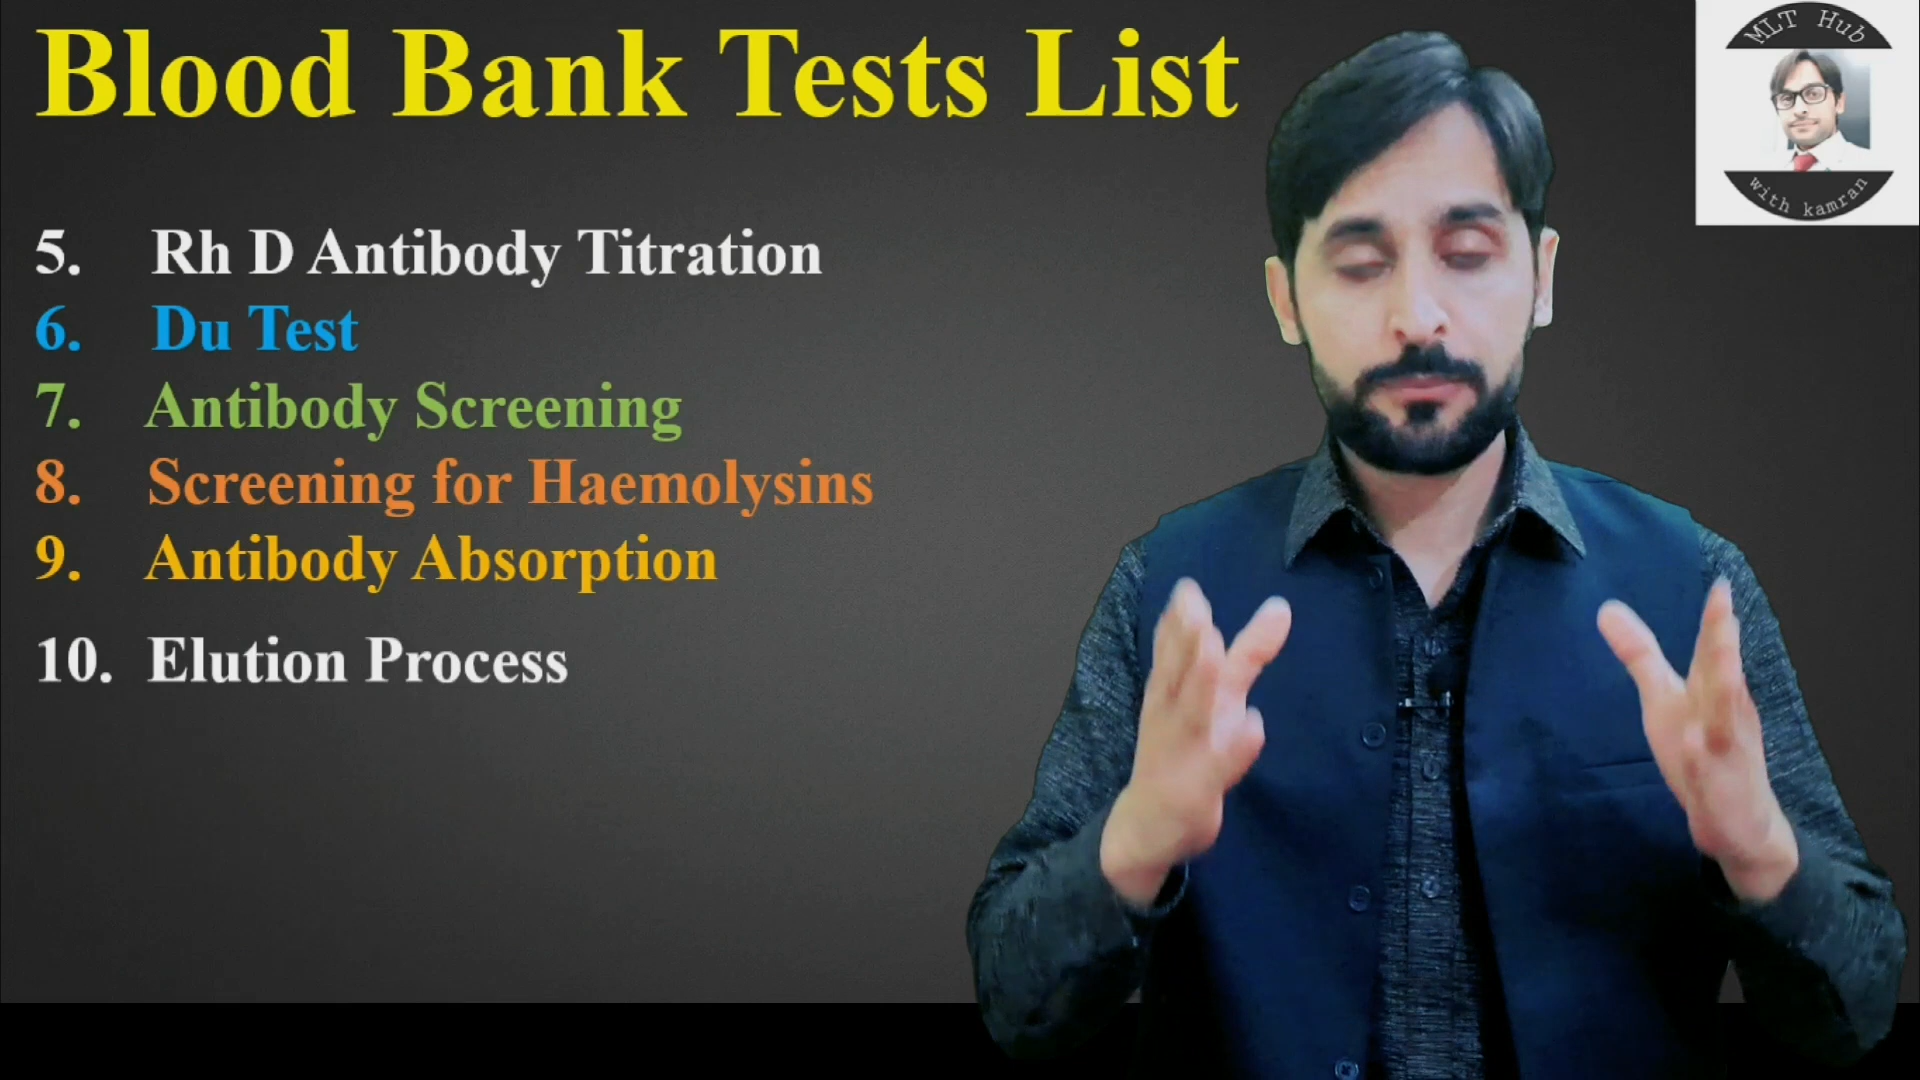 Blood Bank Tests List
MLT Hub
with kamran
5. Rh D Antibody Titration
6. Du Test
7. Antibody Screening
8. Screening for Haemolysins
9. Antibody Absorption
10. Elution Process